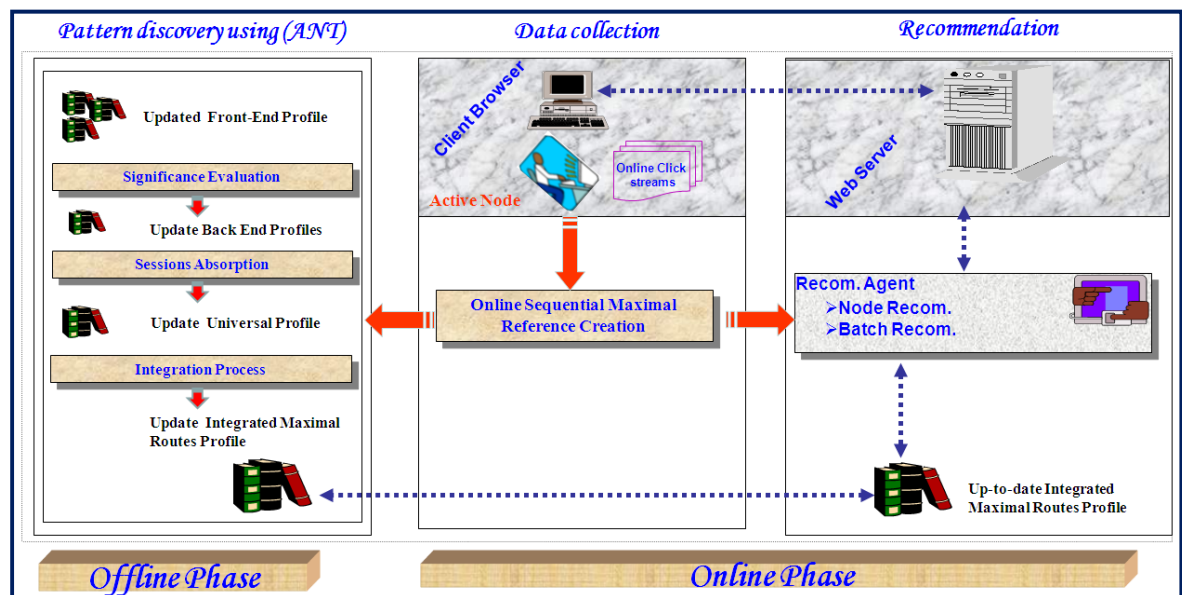 Pattern discovery using (ANT)
Updated Front-End Profile
Significance Evaluation
Update Back End Profiles
Sessions Absorption
Update Universal Profile
Integration Process
Update Integrated Maximal
Routes Profile
Offline Phase
Data collection
Client Browser
Online Click
streams
Active Node
Online Sequential Maximal
Reference Creation
Recommendation
Web Server
Recom. Agent
➢Node Recom.
➢Batch Recom.
Up-to-date Integrated
Maximal Routes Profile
Online Phase